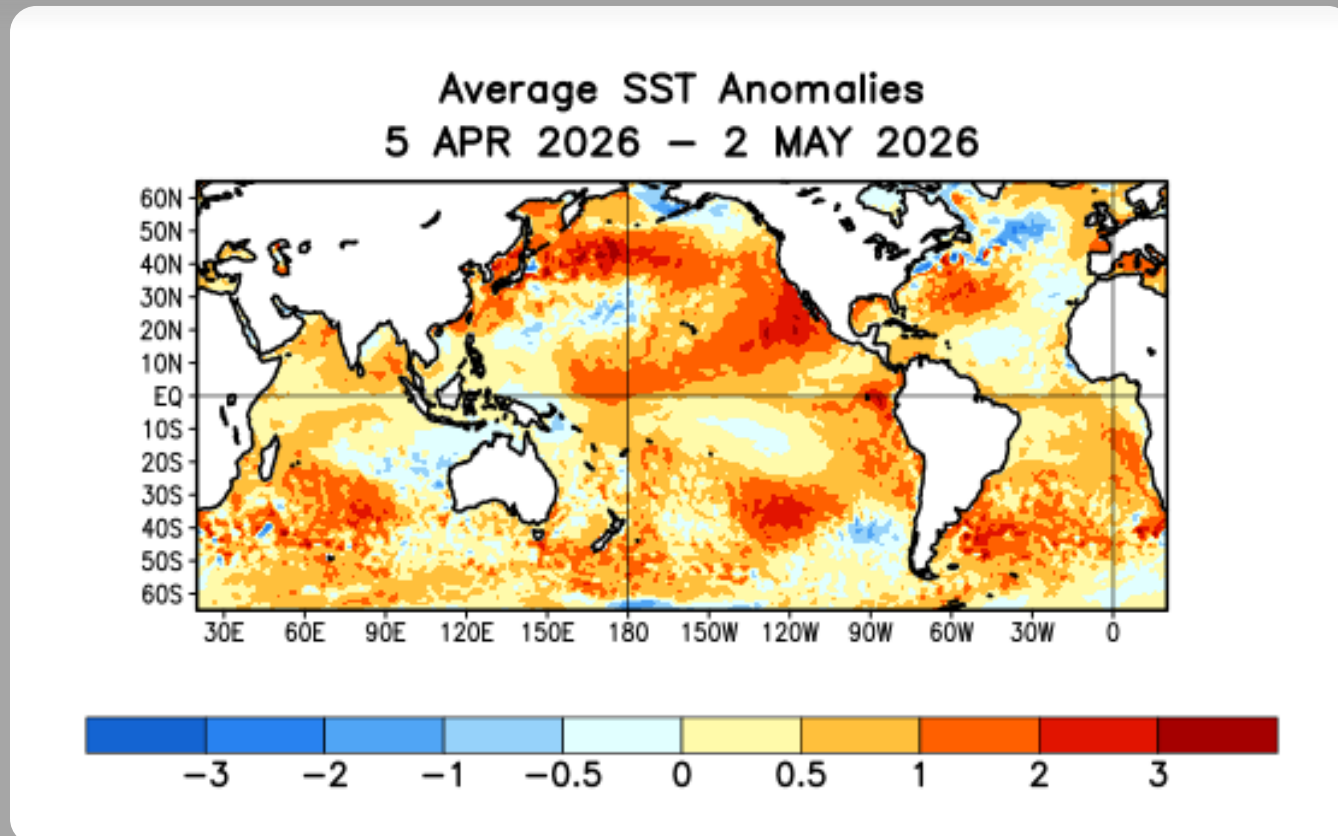 Average SST Anomalies
5 APR 2026 – 2 MAY 2026
60N
50N
40N
30N
20N
10N
EQ
10S
20S
30S
40S
50S
60S
30E 60E 90E 120E 150E 180 150W 120W 90W 60W 30W 0
−3 −2 −1 −0.5 0 0.5 1 2 3